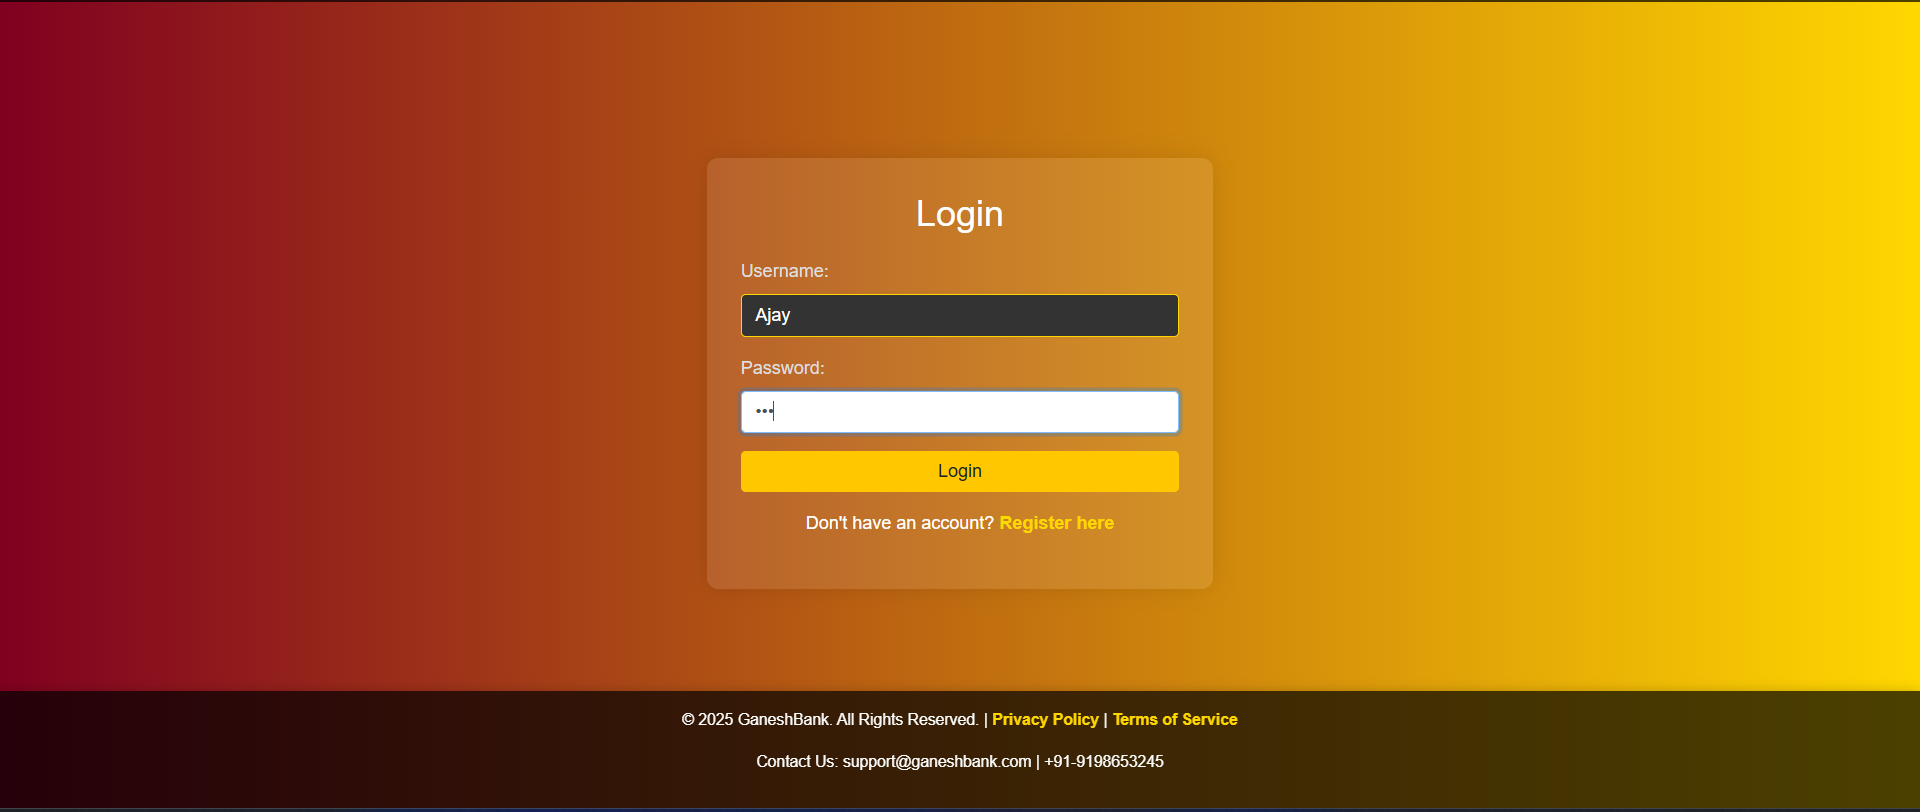 Login
Username:
Ajay
Password:
•••
Login
Don't have an account? Register here
© 2025 GaneshBank. All Rights Reserved. | Privacy Policy | Terms of Service
Contact Us: support@ganeshbank.com | +91-9198653245